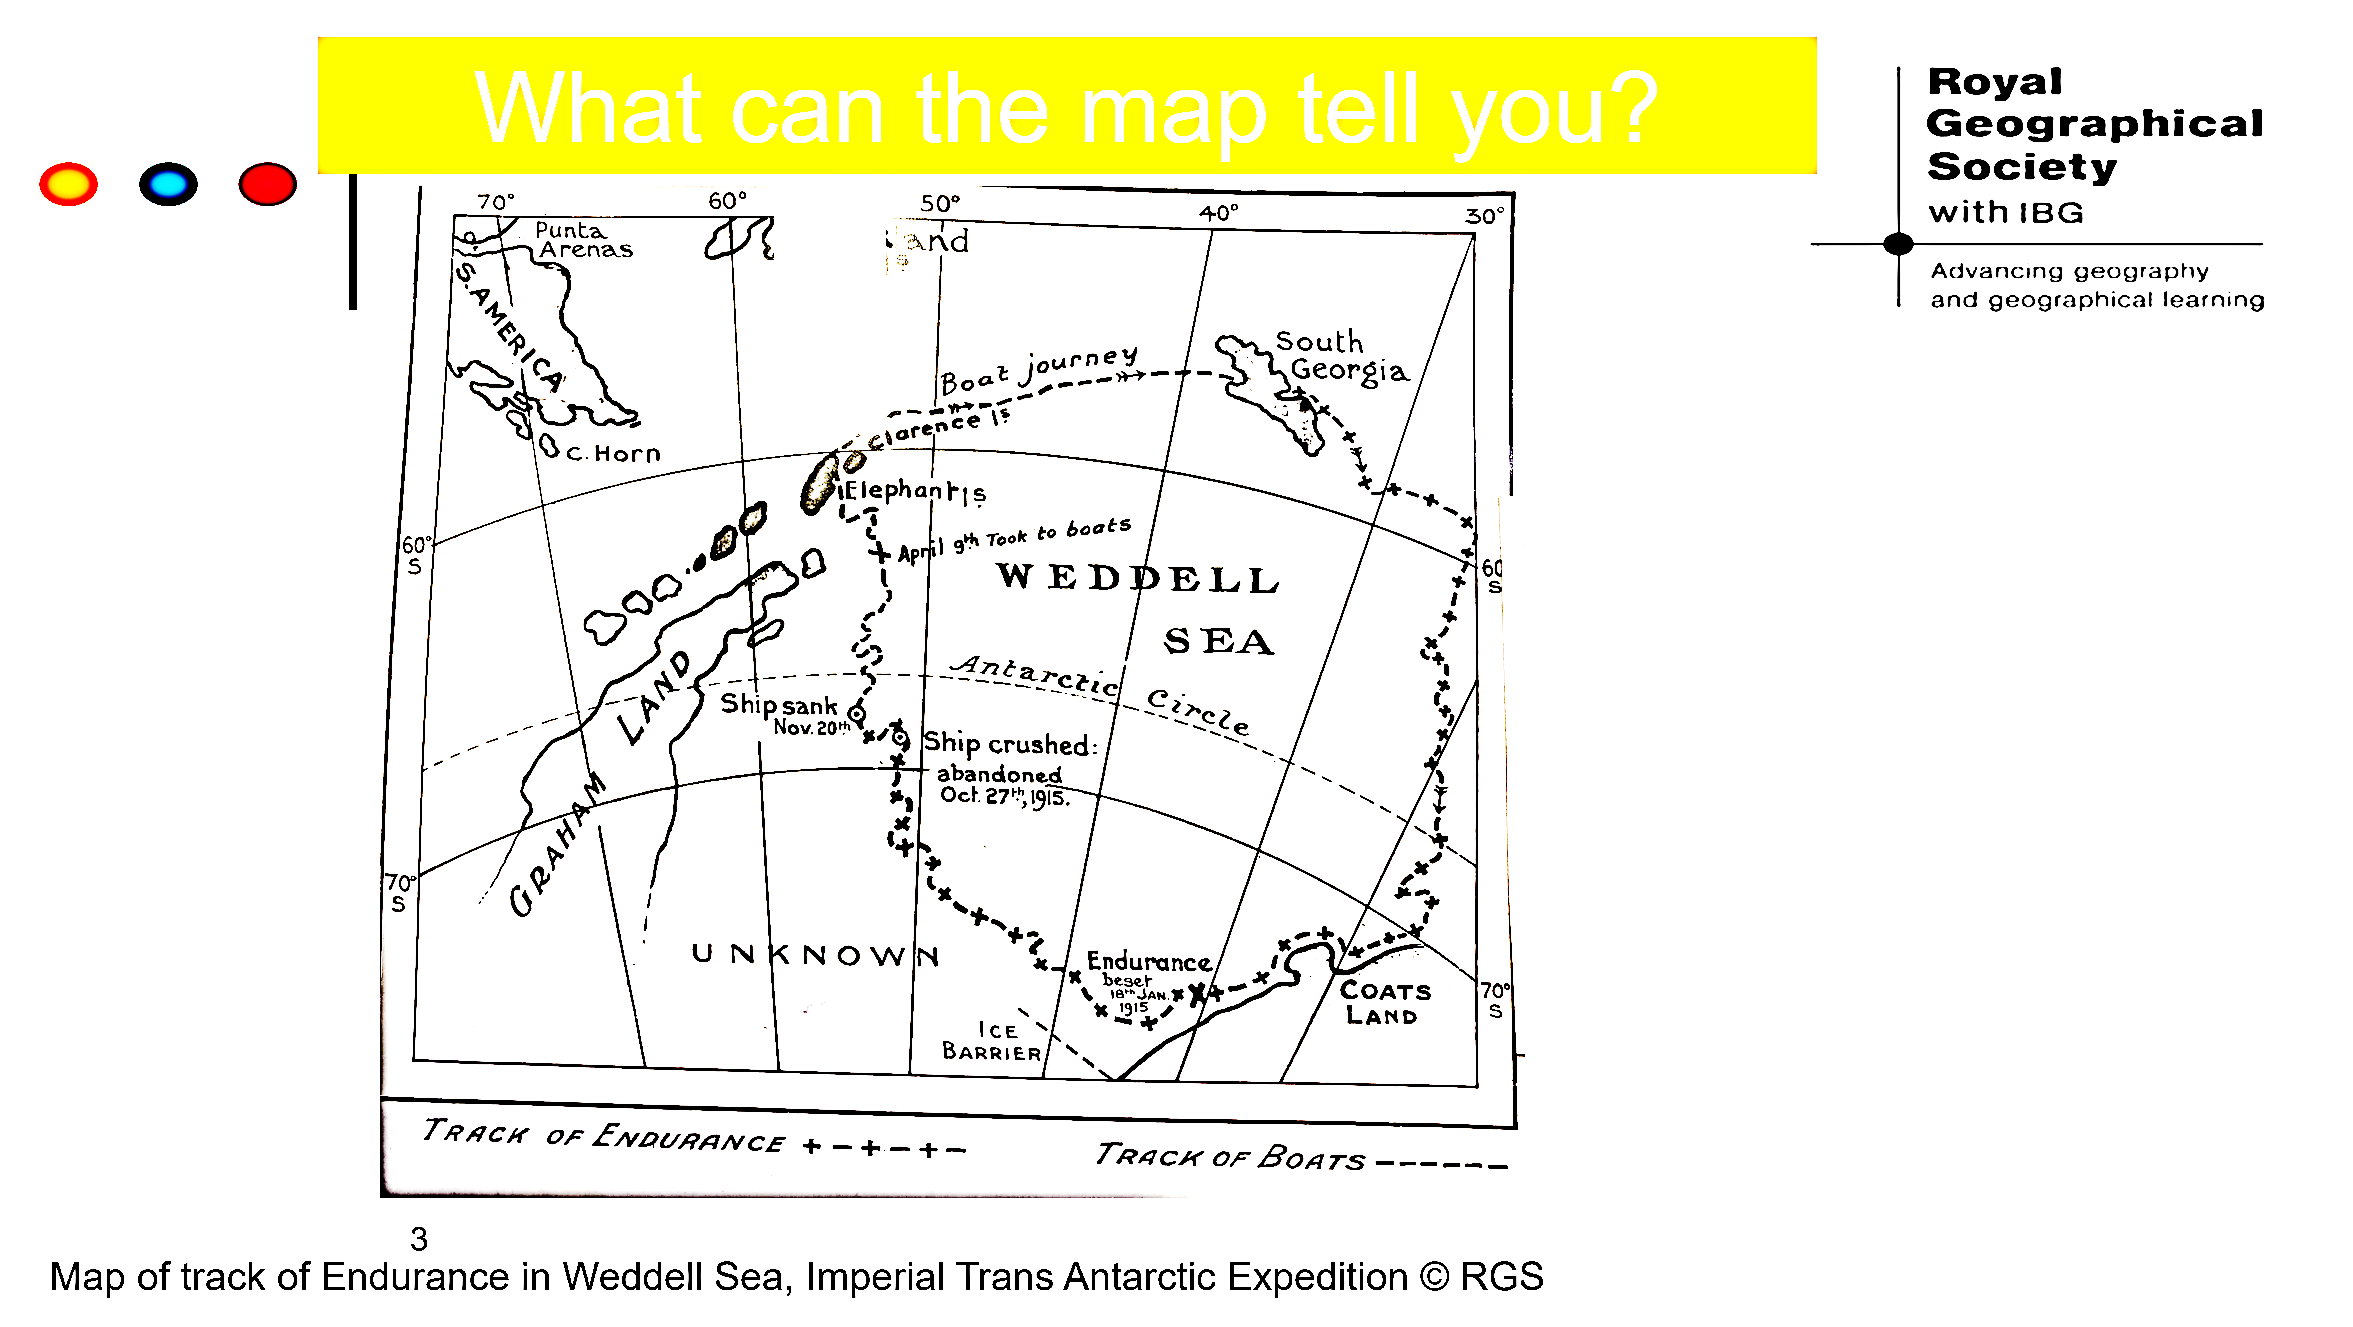 What can the map tell you?
Royal
Geographical
Society
with IBG
Advancing geography
and geographical learning
70° 60° 50° 40° 30°
Punta
Arenas
S. AMERICA
C. Horn
South
Georgia
Boat journey
Clarence Is
Elephant Is
60°
S
April 9th Took to boats
WEDDELL
SEA
60
S
Antarctic Circle
Ship sank
Nov. 20th
Ship crushed:
abandoned
Oct. 27th, 1915.
GRAHAM LAND
70°
S
UNKNOWN
Endurance
beset
18th JAN.
1915
COATS
LAND
70°
S
ICE
BARRIER
TRACK OF ENDURANCE
TRACK OF BOATS
3
Map of track of Endurance in Weddell Sea, Imperial Trans Antarctic Expedition © RGS